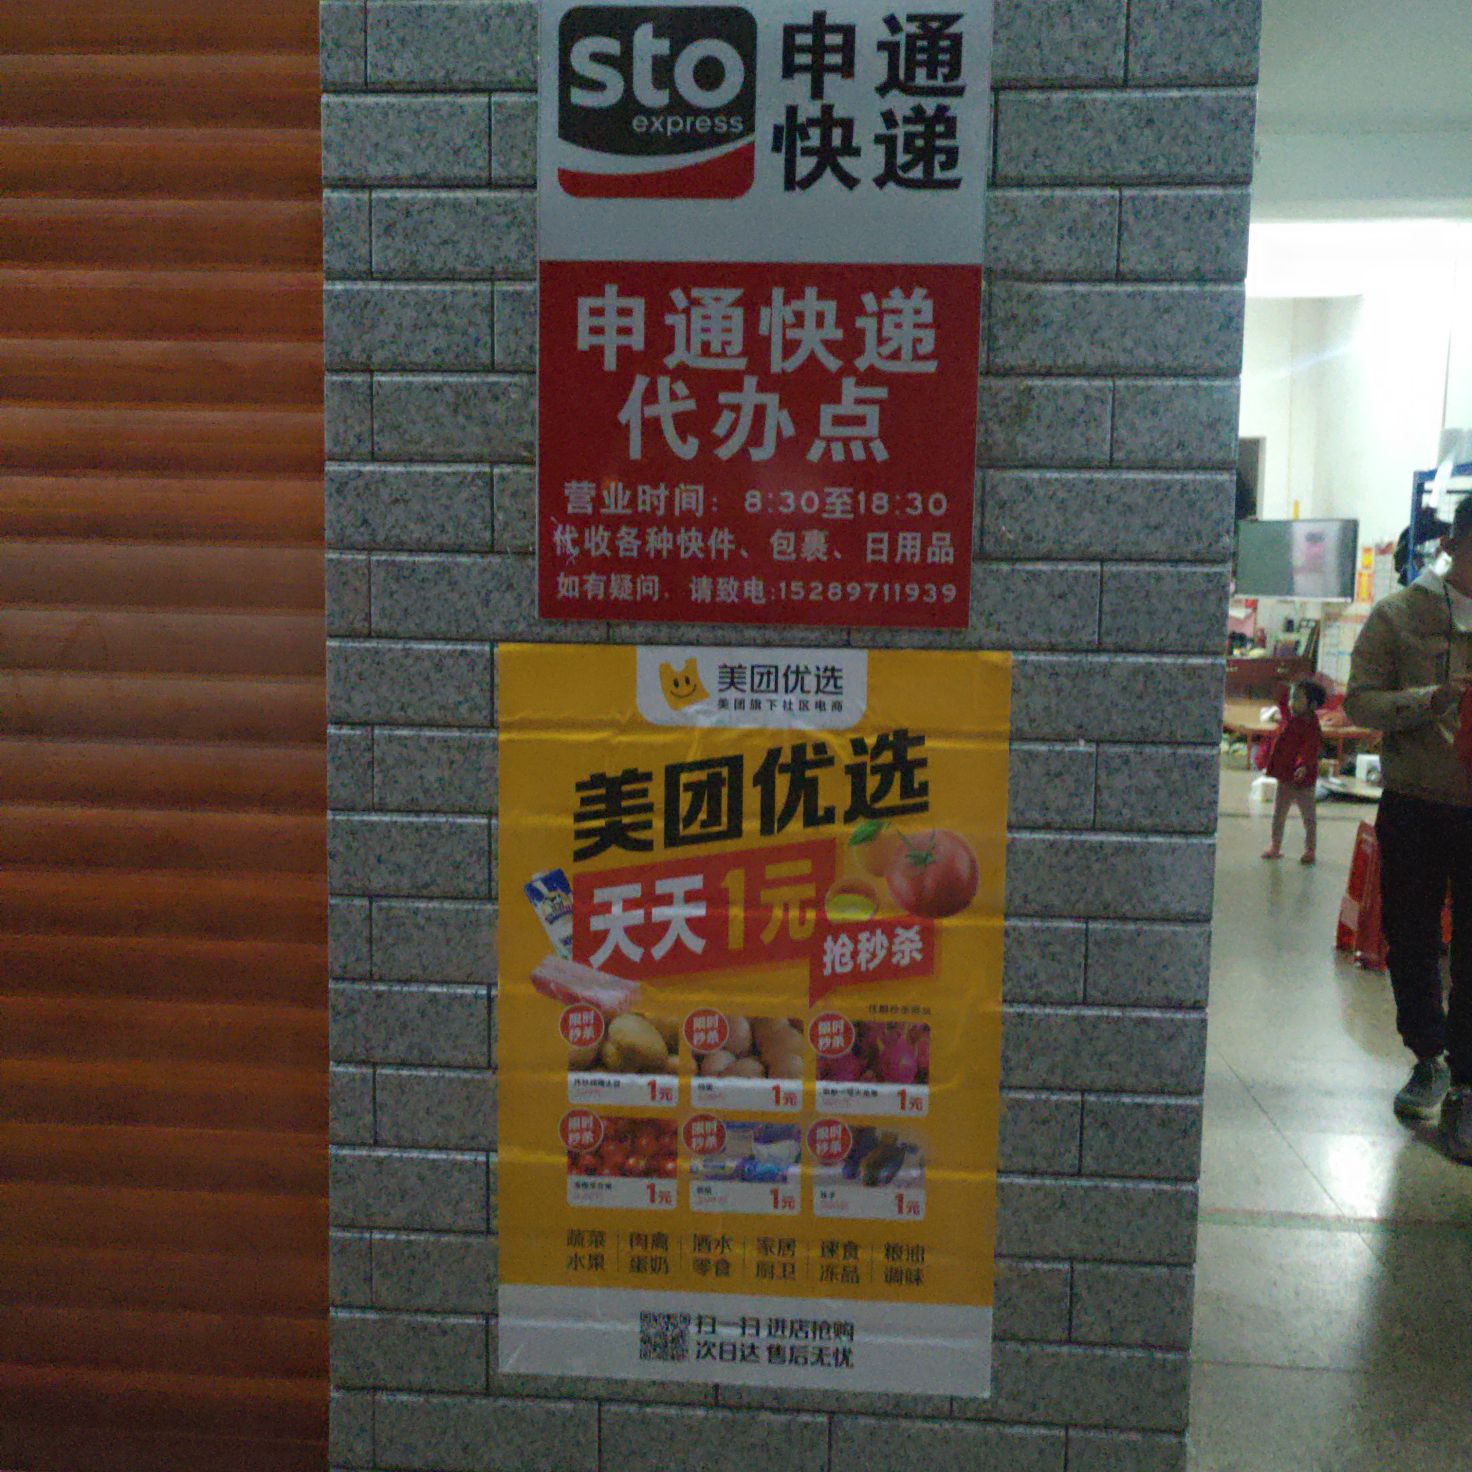 sto
express
申通
快递
申通快递
代办点
营业时间：8:30至18:30
代收各种快件、包裹、日用品
如有疑问，请致电:15289711939
美团优选
美团旗下社区电商
美团优选
天天1元
抢秒杀
限时
秒杀
限时
秒杀
限时
秒杀
1元
1元
1元
限时
秒杀
限时
秒杀
限时
秒杀
1元
1元
1元
蔬菜 肉禽 酒水 家居 速食 粮油
水果 蛋奶 零食 厨卫 冻品 调味
扫一扫 进店抢购
次日达 售后无忧